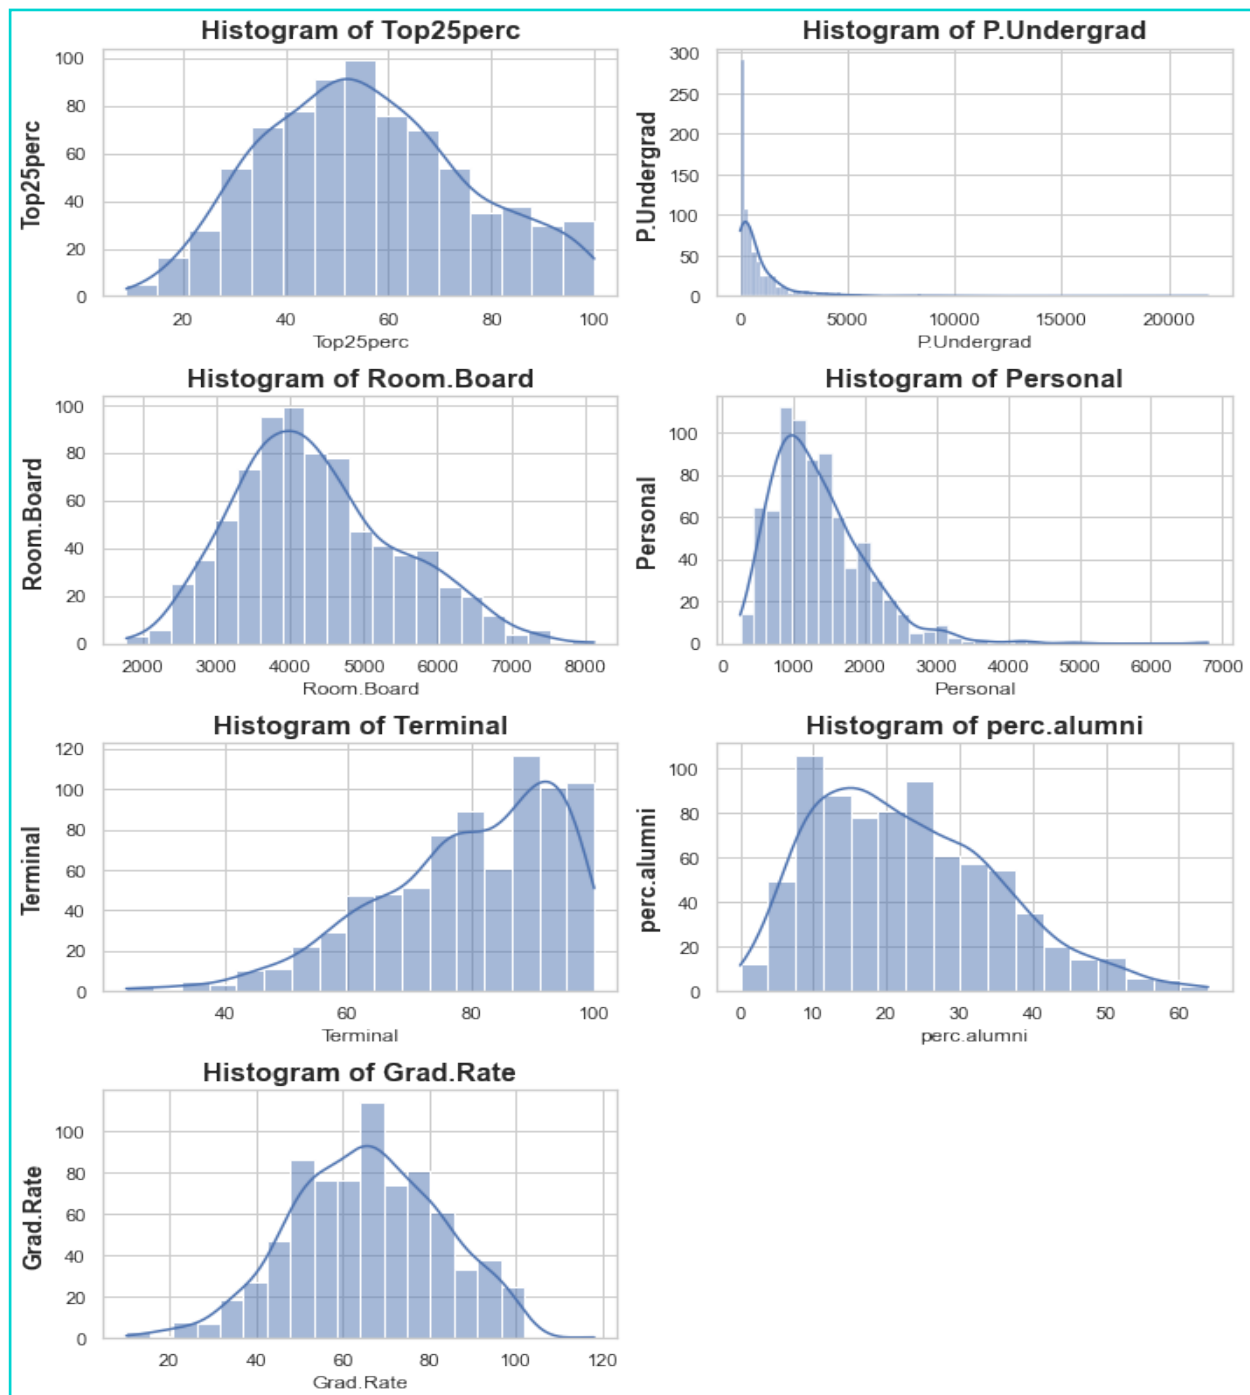 Histogram of Top25perc
Top25perc
100
80
60
40
20
0
20 40 60 80 100
Top25perc
Histogram of P.Undergrad
P.Undergrad
300
250
200
150
100
50
0
0 5000 10000 15000 20000
P.Undergrad
Histogram of Room.Board
Room.Board
100
80
60
40
20
0
2000 3000 4000 5000 6000 7000 8000
Room.Board
Histogram of Personal
Personal
100
80
60
40
20
0
0 1000 2000 3000 4000 5000 6000 7000
Personal
Histogram of Terminal
Terminal
120
100
80
60
40
20
0
40 60 80 100
Terminal
Histogram of perc.alumni
perc.alumni
100
80
60
40
20
0
0 10 20 30 40 50 60
perc.alumni
Histogram of Grad.Rate
Grad.Rate
100
80
60
40
20
0
20 40 60 80 100 120
Grad.Rate